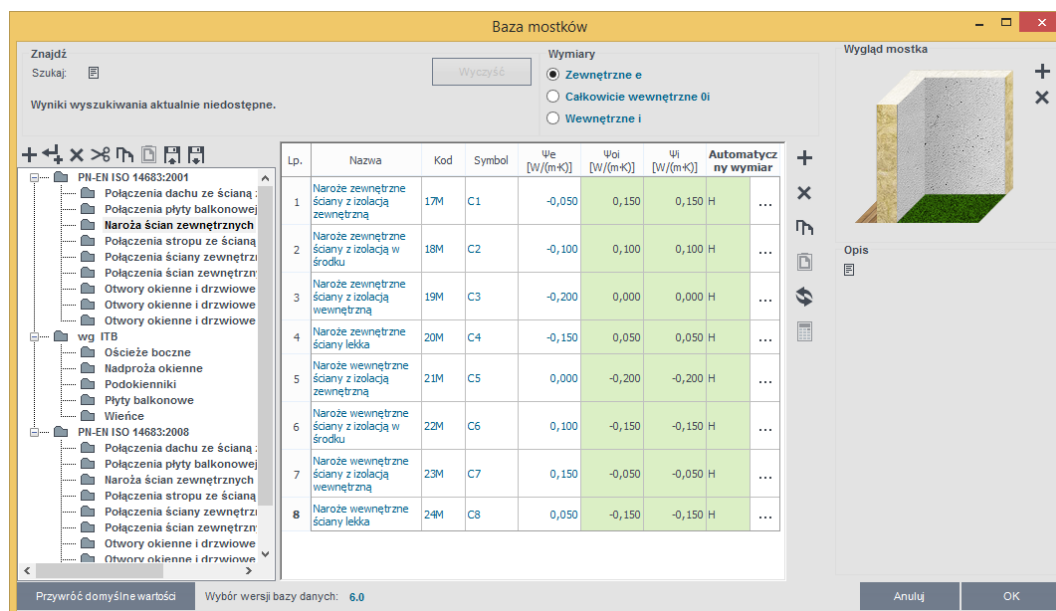 Baza mostków
Znajdź
Szukaj:
Wyczyść
Wyniki wyszukiwania aktualnie niedostępne.
Wymiary
Zewnętrzne e
Całkowicie wewnętrzne 0i
Wewnętrzne i
Wygląd mostka
Opis
PN-EN ISO 14683:2001
Połączenia dachu ze ścianą z
Połączenia płyty balkonowej
Naroża ścian zewnętrznych
Połączenia stropu ze ścianą
Połączenia ściany zewnętrz
Połączenia ścian zewnętrzn
Otwory okienne i drzwiowe
Otwory okienne i drzwiowe
Otwory okienne i drzwiowe
wg ITB
Ościeże boczne
Nadproża okienne
Podokienniki
Płyty balkonowe
Wieńce
PN-EN ISO 14683:2008
Połączenia dachu ze ścianą z
Połączenia płyty balkonowej
Naroża ścian zewnętrznych
Połączenia stropu ze ścianą
Połączenia ściany zewnętrz
Połączenia ścian zewnętrzn
Otwory okienne i drzwiowe
Otwory okienne i drzwiowe
Lp. Nazwa Kod Symbol Ψe [W/(m·K)] Ψoi [W/(m·K)] Ψi [W/(m·K)] Automatycz
ny wymiar
1 Naroże zewnętrzne
ściany z izolacją 17M C1 -0,050 0,150 0,150 H ...
zewnętrzną
2 Naroże zewnętrzne
ściany z izolacją w 18M C2 -0,100 0,100 0,100 H ...
środku
3 Naroże zewnętrzne
ściany z izolacją 19M C3 -0,200 0,000 0,000 H ...
wewnętrzną
4 Naroże zewnętrzne
ściany lekka 20M C4 -0,150 0,050 0,050 H ...
5 Naroże wewnętrzne
ściany z izolacją 21M C5 0,000 -0,200 -0,200 H ...
zewnętrzną
6 Naroże wewnętrzne
ściany z izolacją w 22M C6 0,100 -0,150 -0,150 H ...
środku
7 Naroże wewnętrzne
ściany z izolacją 23M C7 0,150 -0,050 -0,050 H ...
wewnętrzną
8 Naroże wewnętrzne
ściany lekka 24M C8 0,050 -0,150 -0,150 H ...
Przywróć domyślne wartości
Wybór wersji bazy danych: 6.0
Anuluj
OK